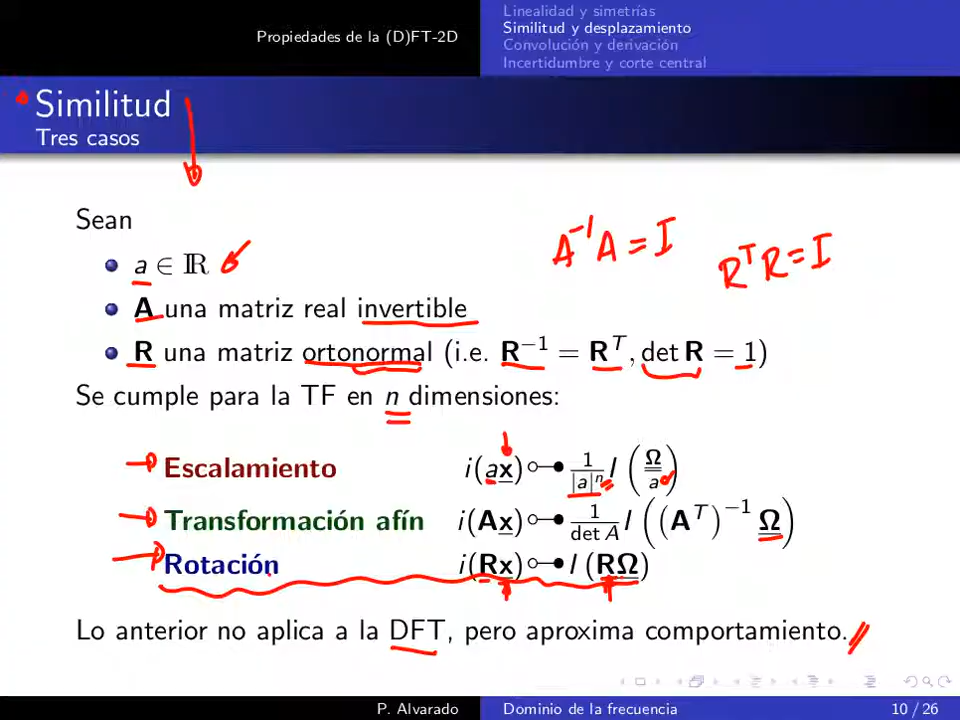 Propiedades de la (D)FT-2D
Linealidad y simetrías
Similitud y desplazamiento
Convolución y derivación
Incertidumbre y corte central
Similitud
Tres casos
Sean
a ∈ ℝ
A⁻¹A = I
RᵀR = I
A una matriz real invertible
R una matriz ortonormal (i.e. R⁻¹ = Rᵀ, det R = 1)
Se cumple para la TF en n dimensiones:
Escalamiento i(ax) ○─● 1/|a|ⁿ I (Ω/a)
Transformación afín i(Ax) ○─● 1/det A I ((Aᵀ)⁻¹ Ω)
Rotación i(Rx) ○─● I (RΩ)
Lo anterior no aplica a la DFT, pero aproxima comportamiento.
P. Alvarado
Dominio de la frecuencia
10 / 26